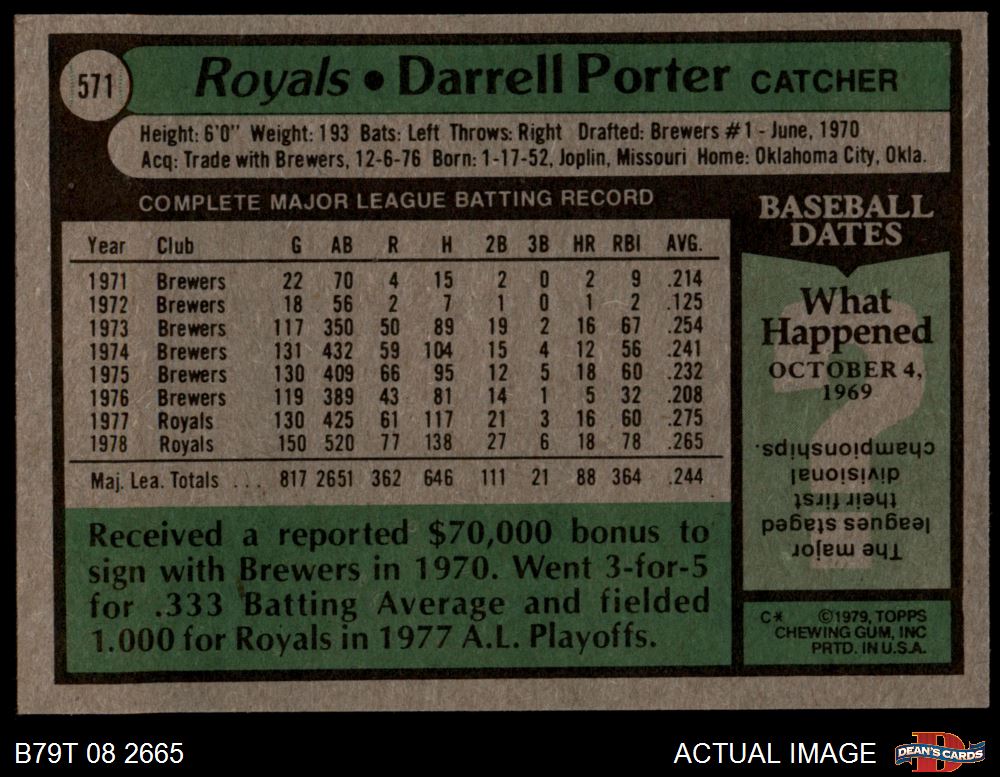 571
Royals • Darrell Porter CATCHER
Height: 6'0" Weight: 193 Bats: Left Throws: Right Drafted: Brewers #1 - June, 1970
Acq: Trade with Brewers, 12-6-76 Born: 1-17-52, Joplin, Missouri Home: Oklahoma City, Okla.
COMPLETE MAJOR LEAGUE BATTING RECORD
Year Club G AB R H 2B 3B HR RBI AVG.
1971 Brewers 22 70 4 15 2 0 2 9 .214
1972 Brewers 18 56 2 7 1 0 1 2 .125
1973 Brewers 117 350 50 89 19 2 16 67 .254
1974 Brewers 131 432 59 104 15 4 12 56 .241
1975 Brewers 130 409 66 95 12 5 18 60 .232
1976 Brewers 119 389 43 81 14 1 5 32 .208
1977 Royals 130 425 61 117 21 3 16 60 .275
1978 Royals 150 520 77 138 27 6 18 78 .265
Maj. Lea. Totals ... 817 2651 362 646 111 21 88 364 .244
Received a reported $70,000 bonus to
sign with Brewers in 1970. Went 3-for-5
for .333 Batting Average and fielded
1.000 for Royals in 1977 A.L. Playoffs.
BASEBALL
DATES
What
Happened
OCTOBER 4,
1969
The major
leagues staged
their first
divisional
championships.
C* ©1979, TOPPS
CHEWING GUM, INC
PRTD. IN U.S.A.
B79T 08 2665
ACTUAL IMAGE
DEAN'S CARDS